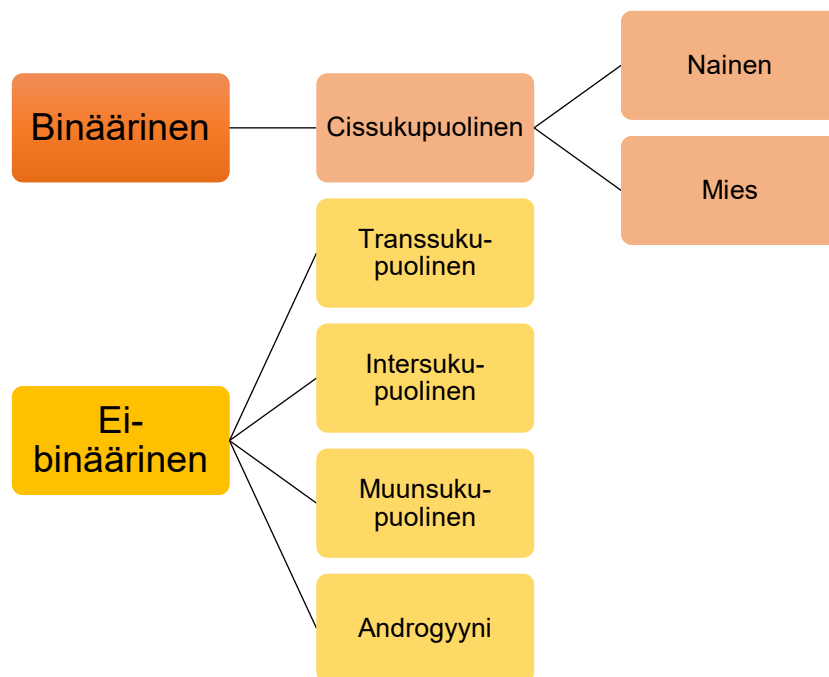 Binäärinen
Cissukupuolinen
Nainen
Mies
Ei-
binäärinen
Transsuku-
puolinen
Intersuku-
puolinen
Muunsuku-
puolinen
Androgyyni